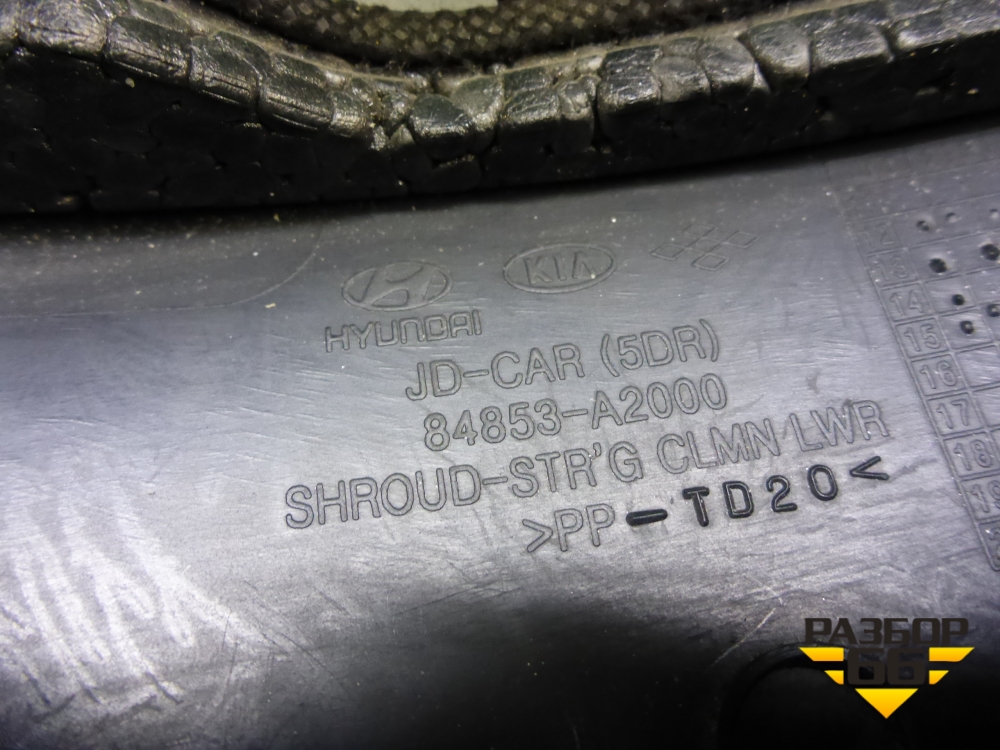 KIA
HYUNDAI
JD-CAR (5DR)
84853-A2000
SHROUD-STR'G CLMN LWR
>PP-TD20<
13
14
15
16
17
18
РАЗБОР
66